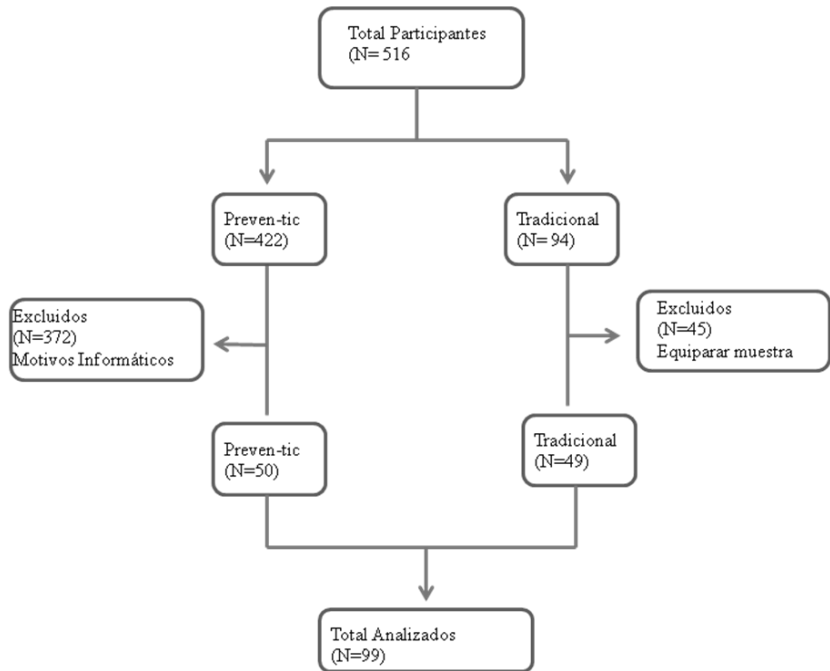 Total Participantes
(N= 516
Preven-tic
(N=422)
Tradicional
(N= 94)
Excluidos
(N=372)
Motivos Informáticos
Excluidos
(N=45)
Equiparar muestra
Preven-tic
(N=50)
Tradicional
(N=49)
Total Analizados
(N=99)